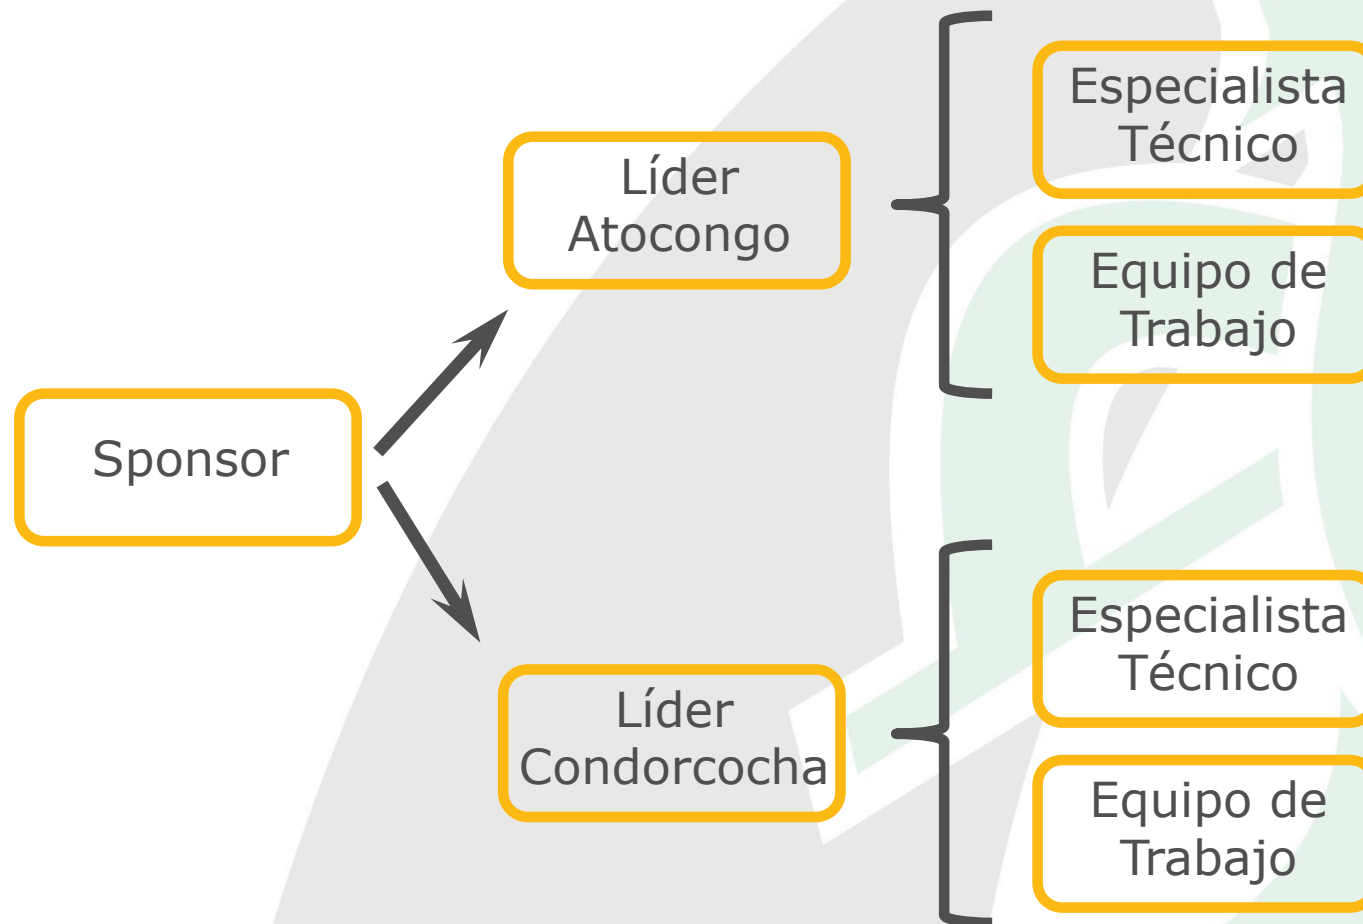 Sponsor
Líder
Atocongo
Especialista
Técnico
Equipo de
Trabajo
Líder
Condorcocha
Especialista
Técnico
Equipo de
Trabajo